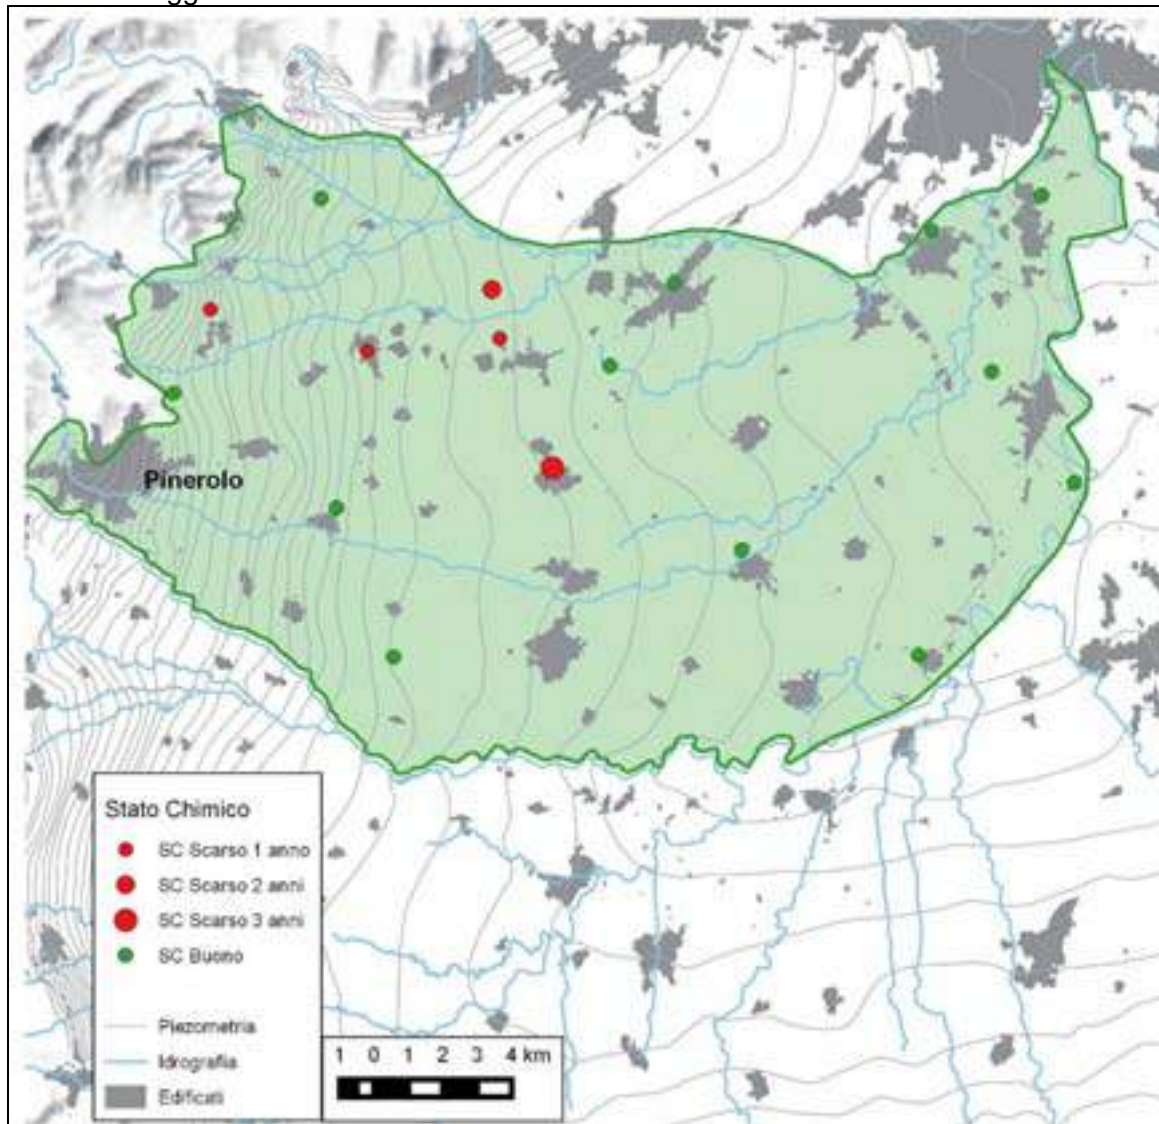 Pinerolo
Stato Chimico
SC Scarso 1 anno
SC Scarso 2 anni
SC Scarso 3 anni
SC Buono
Piezometria
Idrografia
Edificati
1 0 1 2 3 4 km